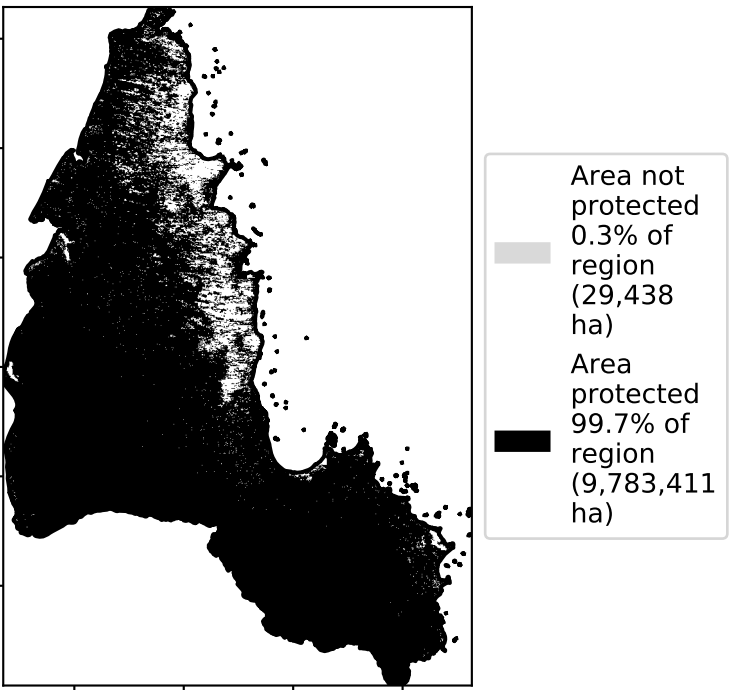 Area not
protected
0.3% of
region
(29,438
ha)
Area
protected
99.7% of
region
(9,783,411
ha)